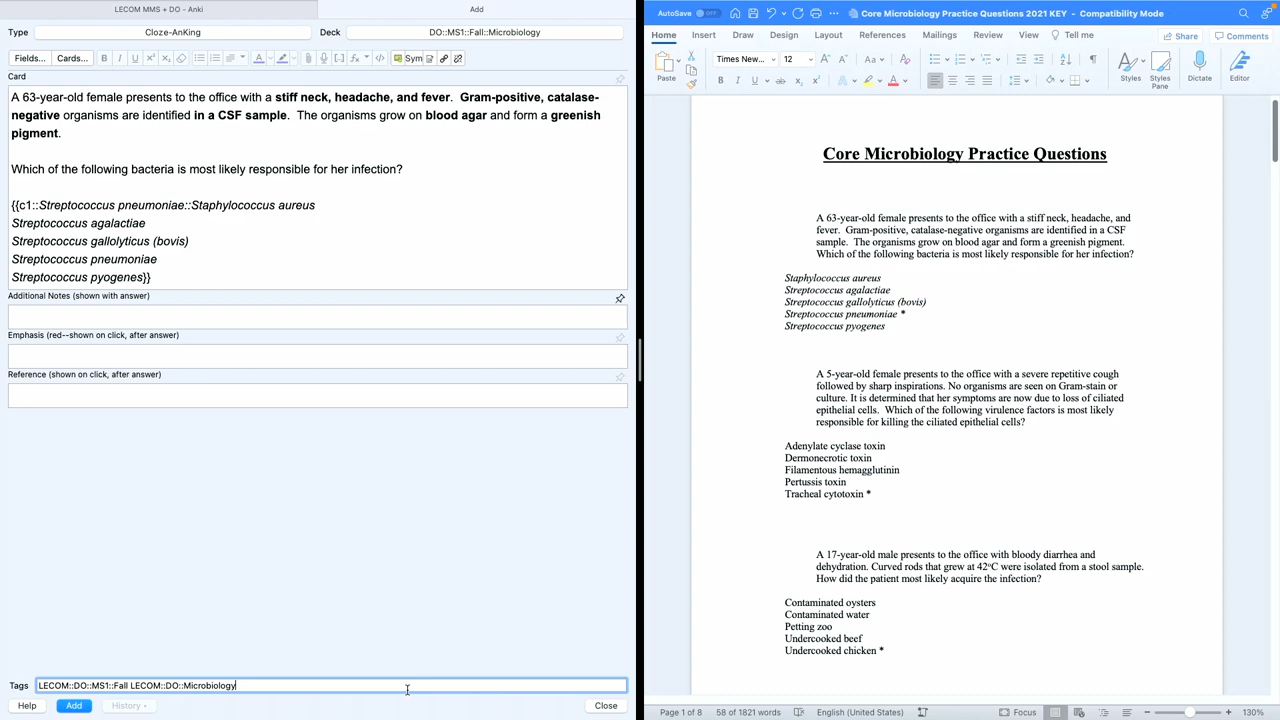 LECOM MMS + DO - Anki
Add
Type
Cloze-AnKing
Deck
DO::MS1::Fall::Microbiology
Fields...
Cards...
Sym
Card
A 63-year-old female presents to the office with a stiff neck, headache, and fever. Gram-positive, catalase-
negative organisms are identified in a CSF sample. The organisms grow on blood agar and form a greenish
pigment.
Which of the following bacteria is most likely responsible for her infection?
{{c1::Streptococcus pneumoniae::Staphylococcus aureus
Streptococcus agalactiae
Streptococcus gallolyticus (bovis)
Streptococcus pneumoniae
Streptococcus pyogenes}}
Additional Notes (shown with answer)
Emphasis (red--shown on click, after answer)
Reference (shown on click, after answer)
Tags
LECOM::DO::MS1::Fall LECOM::DO::Microbiology
Help
Add
History
Close
AutoSave
OFF
Core Microbiology Practice Questions 2021 KEY - Compatibility Mode
Home
Insert
Draw
Design
Layout
References
Mailings
Review
View
Tell me
Share
Comments
Paste
Times New...
12
Styles
Styles
Pane
Dictate
Editor
Core Microbiology Practice Questions
A 63-year-old female presents to the office with a stiff neck, headache, and
fever. Gram-positive, catalase-negative organisms are identified in a CSF
sample. The organisms grow on blood agar and form a greenish pigment.
Which of the following bacteria is most likely responsible for her infection?
Staphylococcus aureus
Streptococcus agalactiae
Streptococcus gallolyticus (bovis)
Streptococcus pneumoniae *
Streptococcus pyogenes
A 5-year-old female presents to the office with a severe repetitive cough
followed by sharp inspirations. No organisms are seen on Gram-stain or
culture. It is determined that her symptoms are now due to loss of ciliated
epithelial cells. Which of the following virulence factors is most likely
responsible for killing the ciliated epithelial cells?
Adenylate cyclase toxin
Dermonecrotic toxin
Filamentous hemagglutinin
Pertussis toxin
Tracheal cytotoxin *
A 17-year-old male presents to the office with bloody diarrhea and
dehydration. Curved rods that grew at 42°C were isolated from a stool sample.
How did the patient most likely acquire the infection?
Contaminated oysters
Contaminated water
Petting zoo
Undercooked beef
Undercooked chicken *
Page 1 of 8
58 of 1821 words
English (United States)
Focus
130%